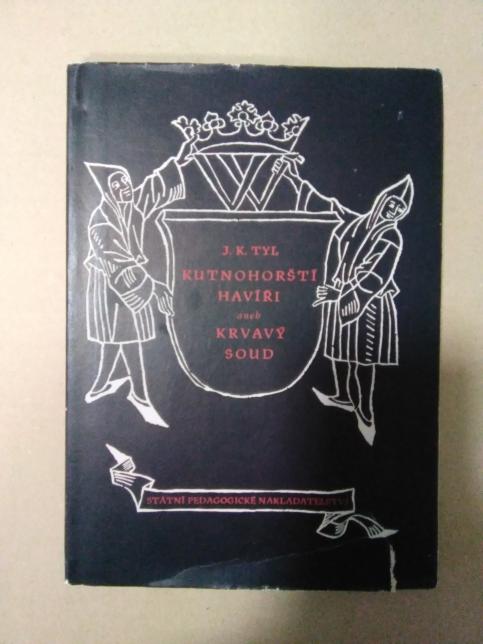 J. K. TYL
KUTNOHORŠTÍ
HAVÍŘI
aneb
KRVAVÝ
SOUD
STÁTNÍ PEDAGOGICKÉ NAKLADATELSTVÍ